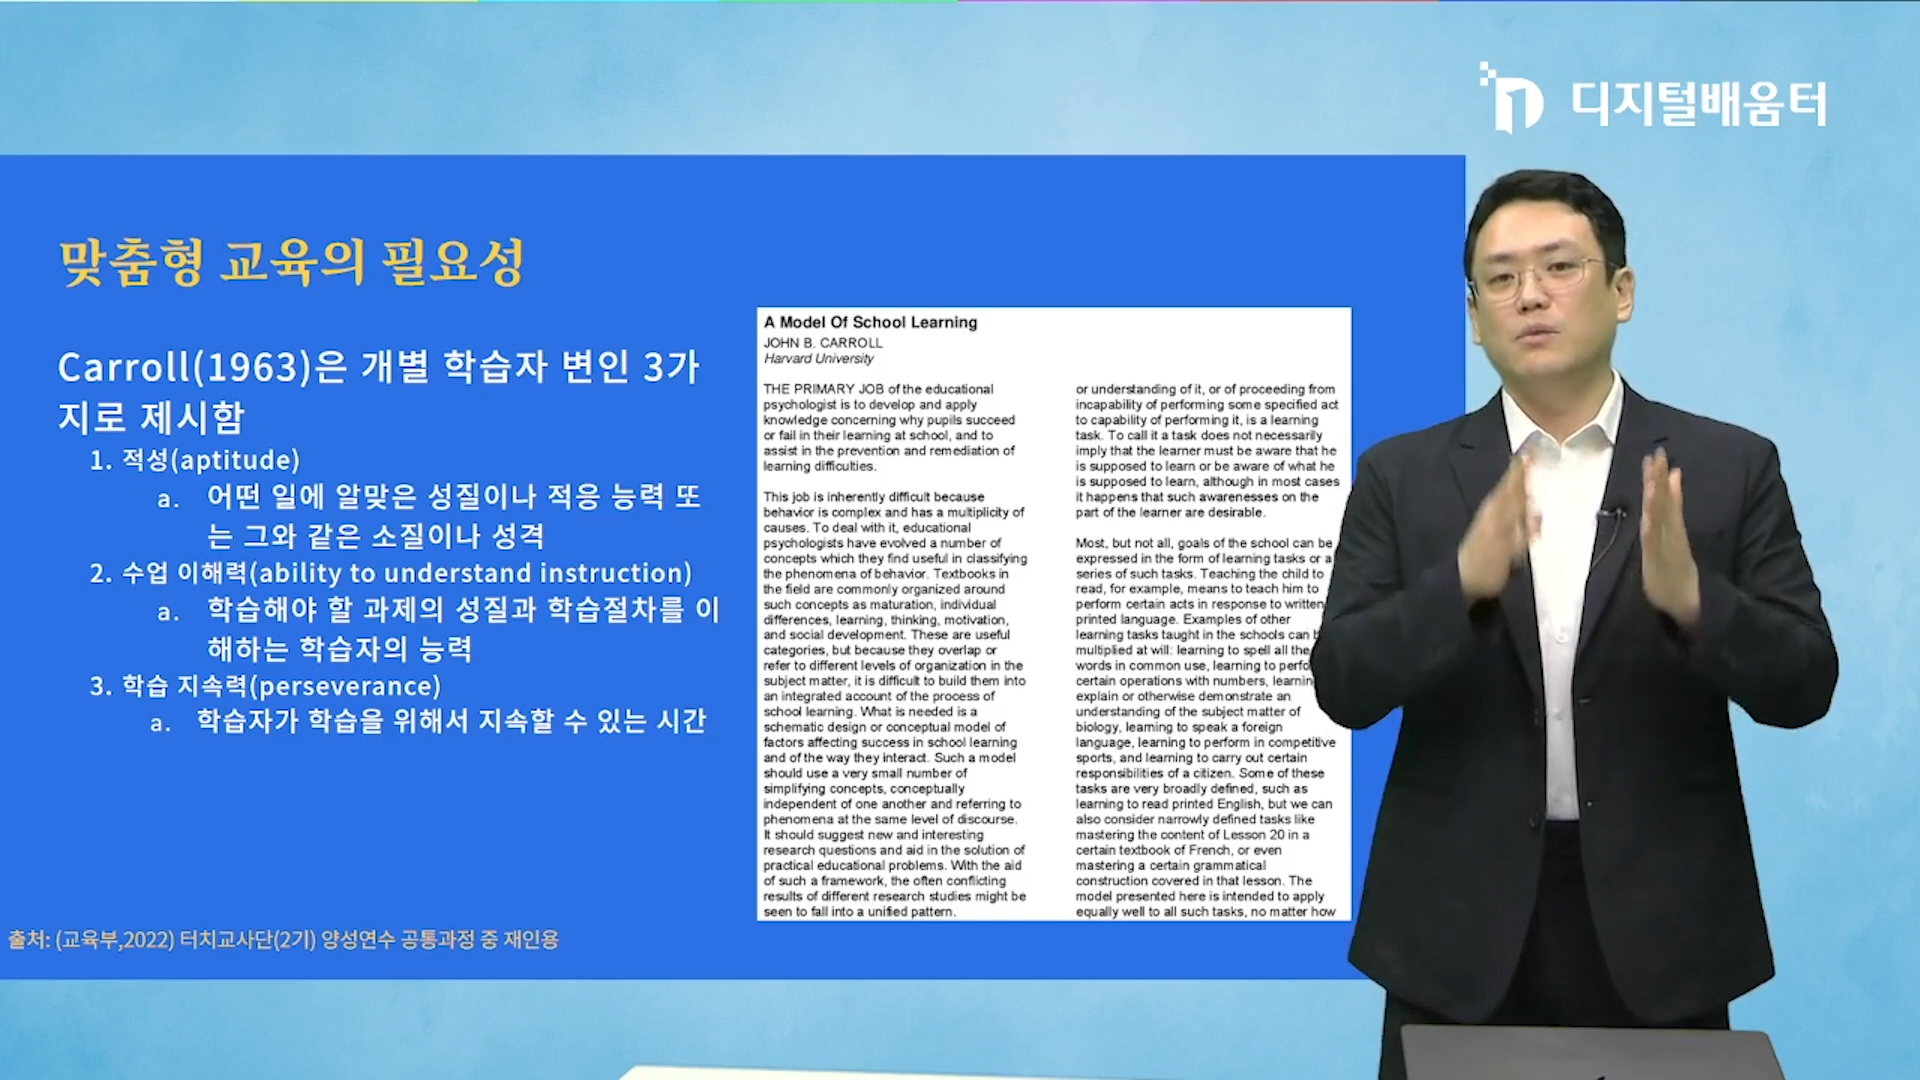 디지털배움터
맞춤형 교육의 필요성
Carroll(1963)은 개별 학습자 변인 3가
지로 제시함
1. 적성(aptitude)
a. 어떤 일에 알맞은 성질이나 적응 능력 또
는 그와 같은 소질이나 성격
2. 수업 이해력(ability to understand instruction)
a. 학습해야 할 과제의 성질과 학습절차를 이
해하는 학습자의 능력
3. 학습 지속력(perseverance)
a. 학습자가 학습을 위해서 지속할 수 있는 시간
출처: (교육부,2022) 터치교사단(2기) 양성연수 공통과정 중 재인용
A Model Of School Learning
JOHN B. CARROLL
Harvard University
THE PRIMARY JOB of the educational
psychologist is to develop and apply
knowledge concerning why pupils succeed
or fail in their learning at school, and to
assist in the prevention and remediation of
learning difficulties.
This job is inherently difficult because
behavior is complex and has a multiplicity of
causes. To deal with it, educational
psychologists have evolved a number of
concepts which they find useful in classifying
the phenomena of behavior. Textbooks in
the field are commonly organized around
such concepts as maturation, individual
differences, learning, thinking, motivation,
and social development. These are useful
categories, but because they overlap or
refer to different levels of organization in the
subject matter, it is difficult to build them into
an integrated account of the process of
school learning. What is needed is a
schematic design or conceptual model of
factors affecting success in school learning
and of the way they interact. Such a model
should use a very small number of
simplifying concepts, conceptually
independent of one another and referring to
phenomena at the same level of discourse.
It should suggest new and interesting
research questions and aid in the solution of
practical educational problems. With the aid
of such a framework, the often conflicting
results of different research studies might be
seen to fall into a unified pattern.
or understanding of it, or of proceeding from
incapability of performing some specified act
to capability of performing it, is a learning
task. To call it a task does not necessarily
imply that the learner must be aware that he
is supposed to learn or be aware of what he
is supposed to learn, although in most cases
it happens that such awarenesses on the
part of the learner are desirable.
Most, but not all, goals of the school can be
expressed in the form of learning tasks or a
series of such tasks. Teaching the child to
read, for example, means to teach him to
perform certain acts in response to written
printed language. Examples of other
learning tasks taught in the schools can
multiplied at will: learning to spell all the
words in common use, learning to
certain operations with numbers, learning
explain or otherwise demonstrate an
understanding of the subject matter of
biology, learning to speak a foreign
language, learning to perform in competitive
sports, and learning to carry out certain
responsibilities of a citizen. Some of these
tasks are very broadly defined, such as
learning to read printed English, but we can
also consider narrowly defined tasks like
mastering the content of Lesson 20 in a
certain textbook of French, or even
mastering a certain grammatical
construction covered in that lesson. The
model presented here is intended to apply
equally well to all such tasks, no matter how